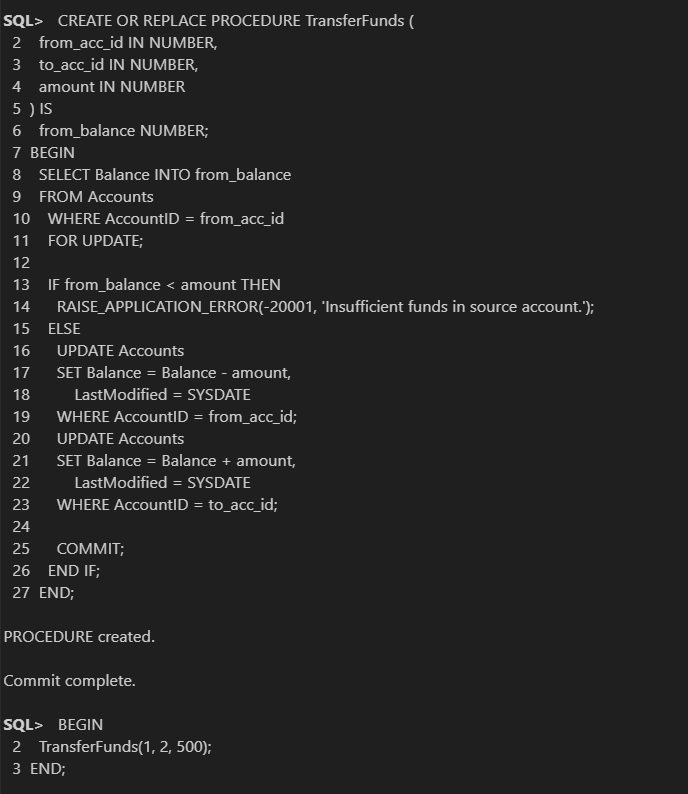 SQL> CREATE OR REPLACE PROCEDURE TransferFunds (
2 from_acc_id IN NUMBER,
3 to_acc_id IN NUMBER,
4 amount IN NUMBER
5 ) IS
6 from_balance NUMBER;
7 BEGIN
8 SELECT Balance INTO from_balance
9 FROM Accounts
10 WHERE AccountID = from_acc_id
11 FOR UPDATE;
12
13 IF from_balance < amount THEN
14 RAISE_APPLICATION_ERROR(-20001, 'Insufficient funds in source account.');
15 ELSE
16 UPDATE Accounts
17 SET Balance = Balance - amount,
18 LastModified = SYSDATE
19 WHERE AccountID = from_acc_id;
20 UPDATE Accounts
21 SET Balance = Balance + amount,
22 LastModified = SYSDATE
23 WHERE AccountID = to_acc_id;
24
25 COMMIT;
26 END IF;
27 END;
PROCEDURE created.
Commit complete.
SQL> BEGIN
2 TransferFunds(1, 2, 500);
3 END;